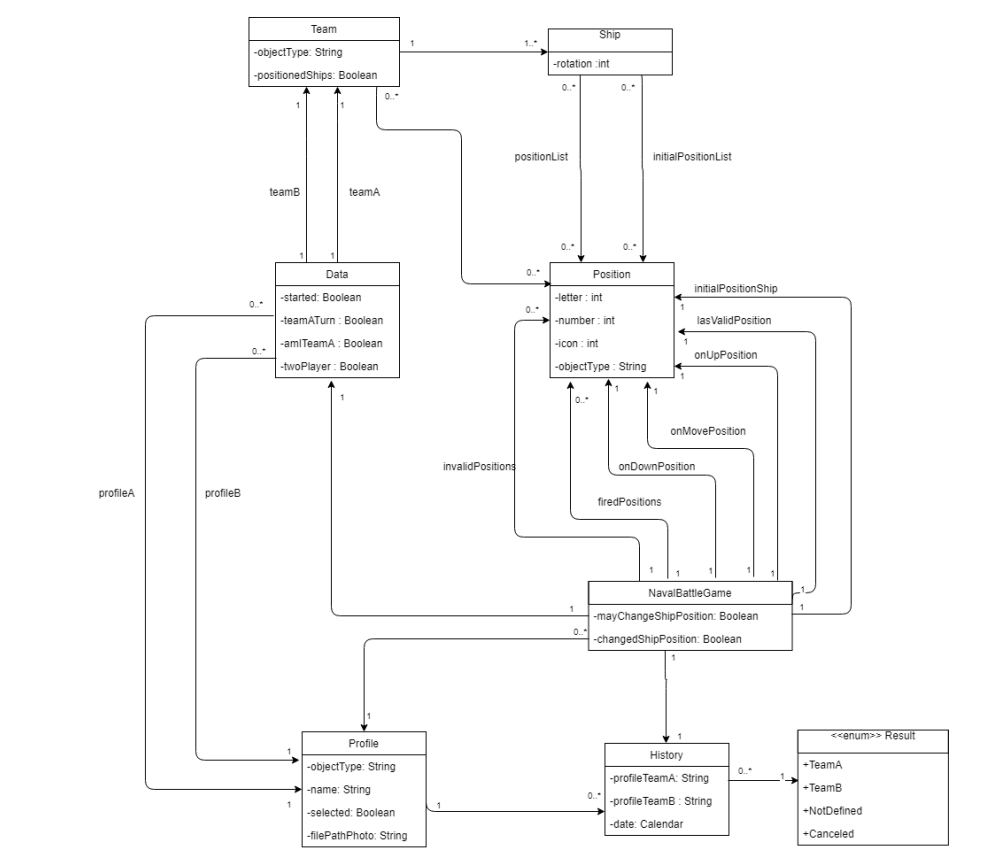 Team
-objectType: String
-positionedShips: Boolean
1
1..*
Ship
-rotation :int
1
1
0..*
0..*
0..*
positionList
initialPositionList
teamB
teamA
1
1
0..*
0..*
0..*
Data
-started: Boolean
-teamATurn : Boolean
-amITeamA : Boolean
-twoPlayer : Boolean
0..*
0..*
1
Position
-letter : int
-number : int
-icon : int
-objectType : String
0..*
initialPositionShip
1
lasValidPosition
1
onUpPosition
1
0..*
1
1
onMovePosition
invalidPositions
onDownPosition
firedPositions
profileA
profileB
1
1
1
1
1
1
1
NavalBattleGame
-mayChangeShipPosition: Boolean
-changedShipPosition: Boolean
1
0..*
1
1
1
1
1
Profile
-objectType: String
-name: String
-selected: Boolean
-filePathPhoto: String
1
1
0..*
History
-profileTeamA: String
-profileTeamB : String
-date: Calendar
0..*
1
<<enum>> Result
+TeamA
+TeamB
+NotDefined
+Canceled